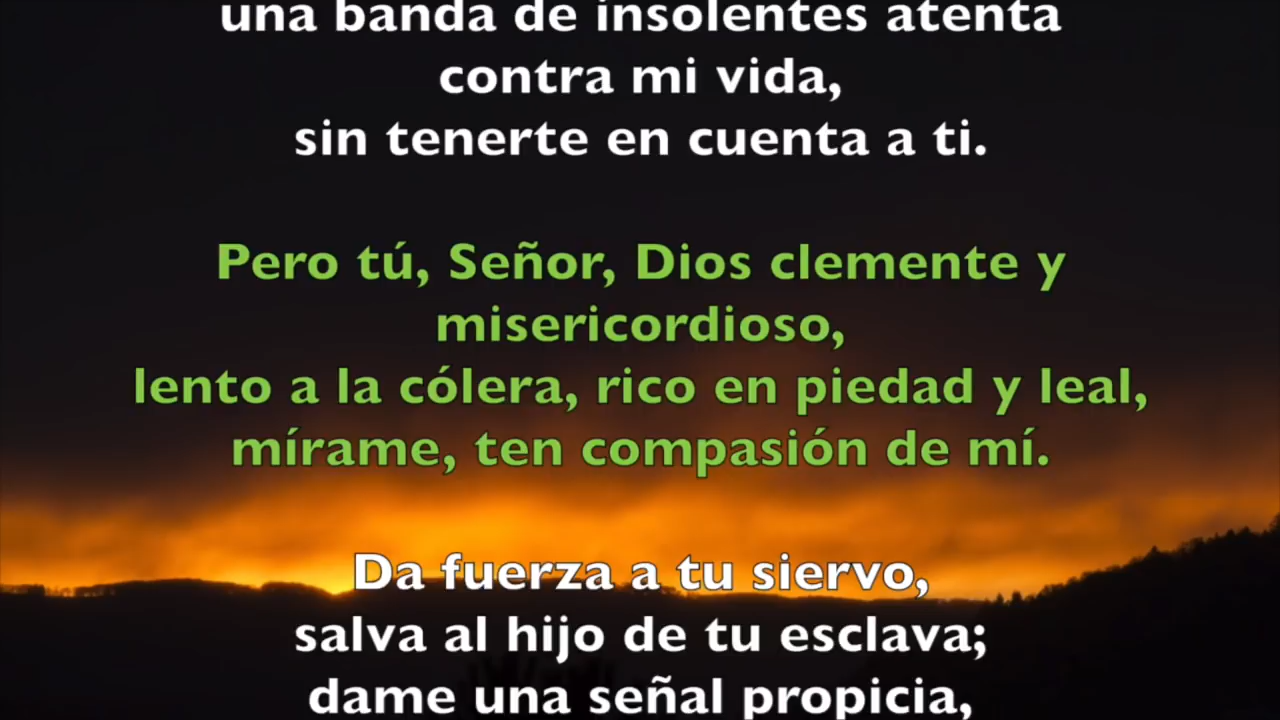 una banda de insolentes atenta
contra mi vida,
sin tenerte en cuenta a ti.
Pero tú, Señor, Dios clemente y
misericordioso,
lento a la cólera, rico en piedad y leal,
mírame, ten compasión de mí.
Da fuerza a tu siervo,
salva al hijo de tu esclava;
dame una señal propicia,